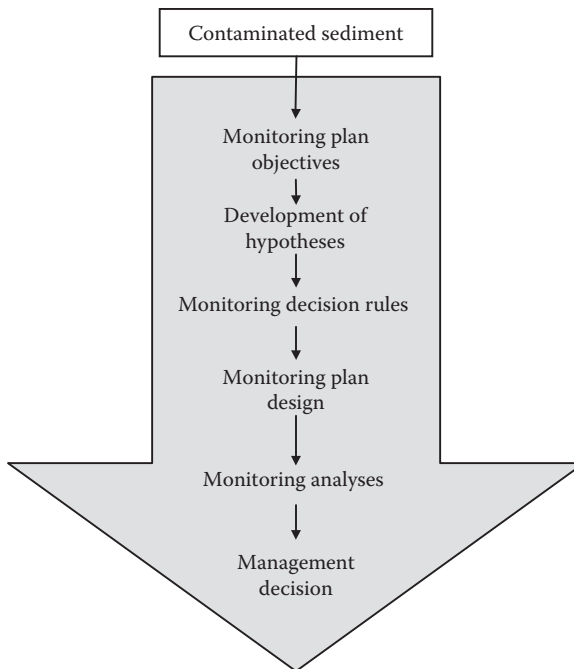 Contaminated sediment
Monitoring plan
objectives
Development of
hypotheses
Monitoring decision rules
Monitoring plan
design
Monitoring analyses
Management
decision